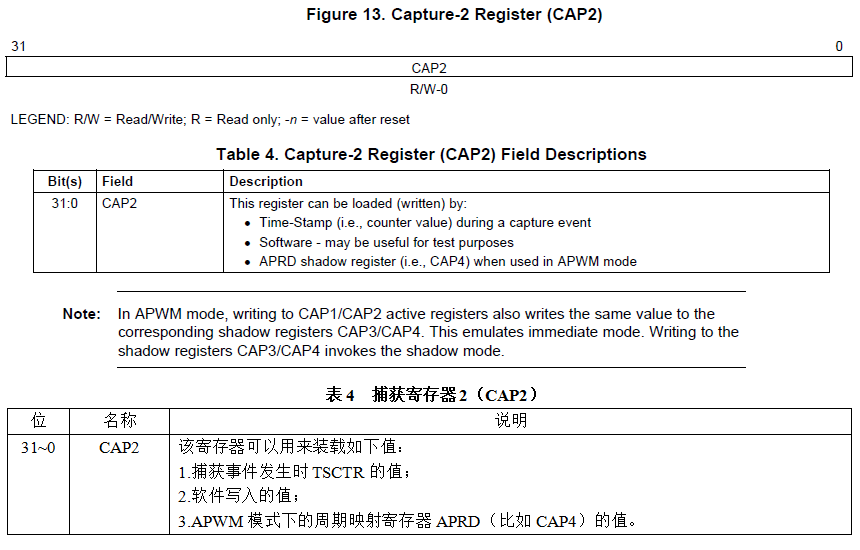 Figure 13. Capture-2 Register (CAP2)
31 0
CAP2
R/W-0
LEGEND: R/W = Read/Write; R = Read only; -n = value after reset
Table 4. Capture-2 Register (CAP2) Field Descriptions
Bit(s) Field Description
31:0 CAP2 This register can be loaded (written) by:
• Time-Stamp (i.e., counter value) during a capture event
• Software - may be useful for test purposes
• APRD shadow register (i.e., CAP4) when used in APWM mode
Note: In APWM mode, writing to CAP1/CAP2 active registers also writes the same value to the
corresponding shadow registers CAP3/CAP4. This emulates immediate mode. Writing to the
shadow registers CAP3/CAP4 invokes the shadow mode.
表 4 捕获寄存器 2（CAP2）
位 名称 说明
31~0 CAP2 该寄存器可以用来装载如下值：
1.捕获事件发生时 TSCTR 的值；
2.软件写入的值；
3.APWM 模式下的周期映射寄存器 APRD（比如 CAP4）的值。